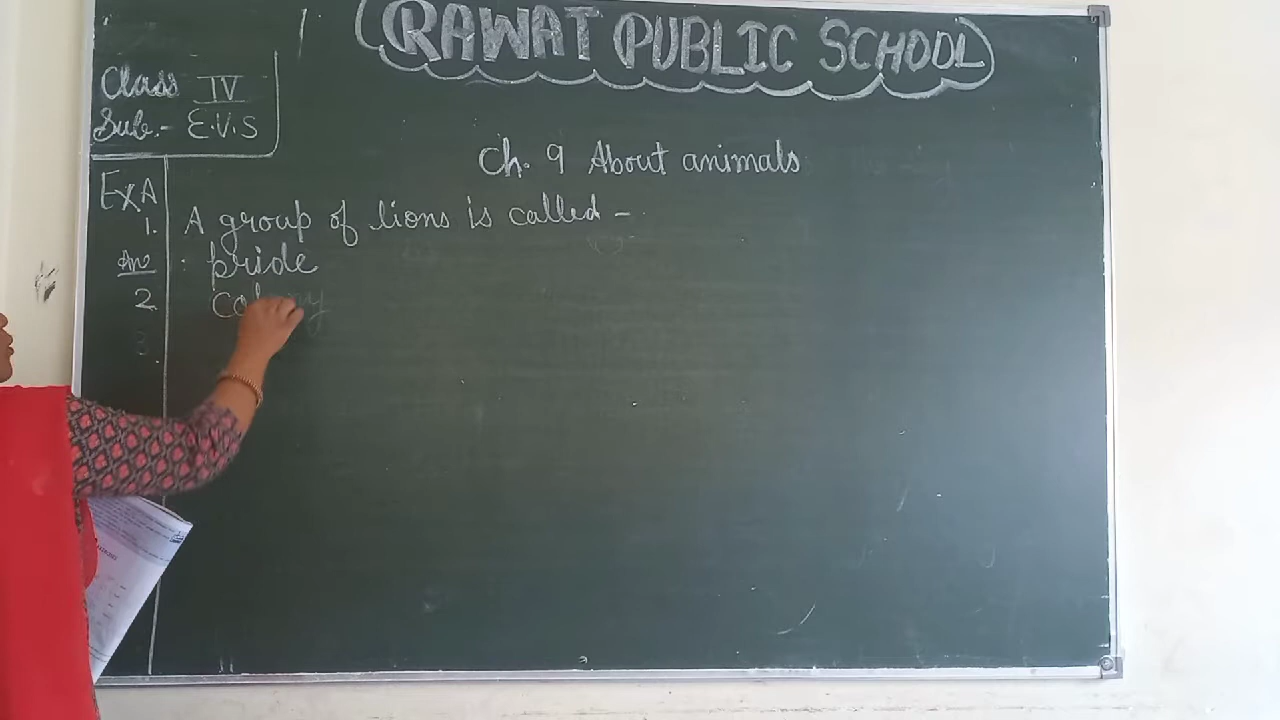 RAWAT PUBLIC SCHOOL
Class IV
Sub.- E.V.S
Ch. 9 About animals
Ex A
1. A group of lions is called -
Ans : pride
2.